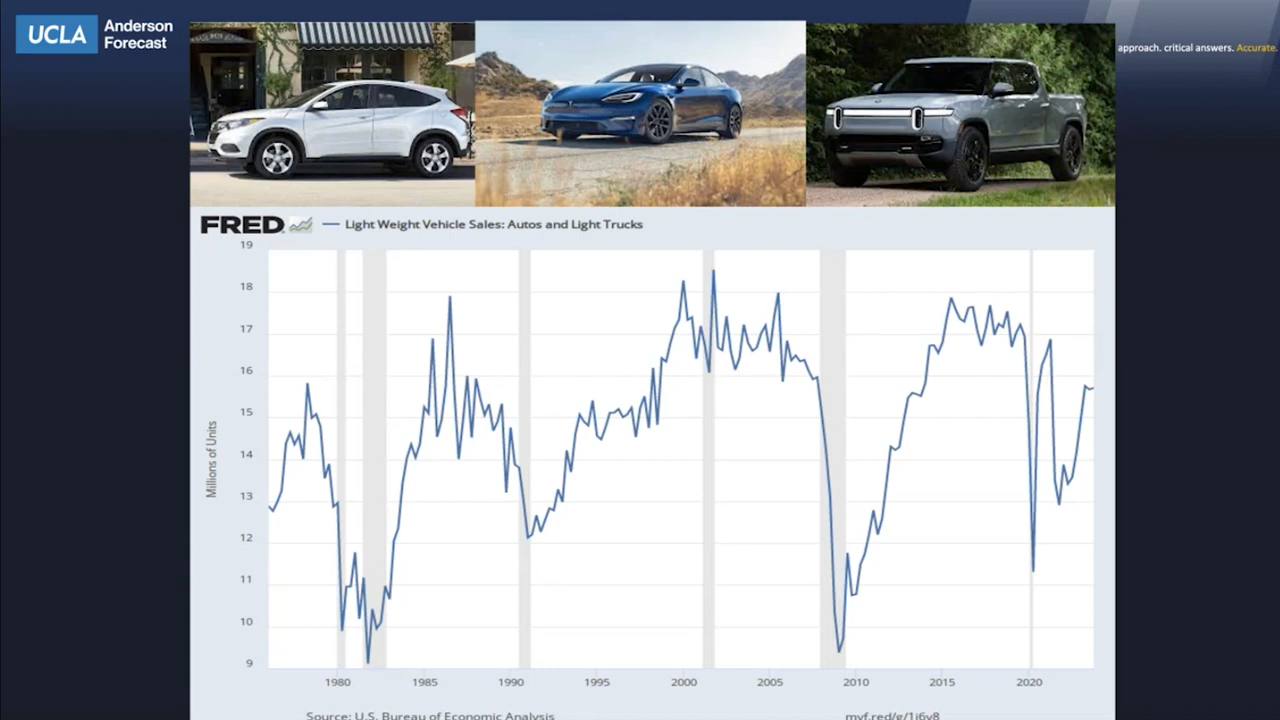 UCLA Anderson
Forecast
approach. critical answers. Accurate.
FRED
Light Weight Vehicle Sales: Autos and Light Trucks
19
18
17
16
15
14
13
12
11
10
9
Millions of Units
1980 1985 1990 1995 2000 2005 2010 2015 2020
Source: U.S. Bureau of Economic Analysis
myf.red/g/1j6y8